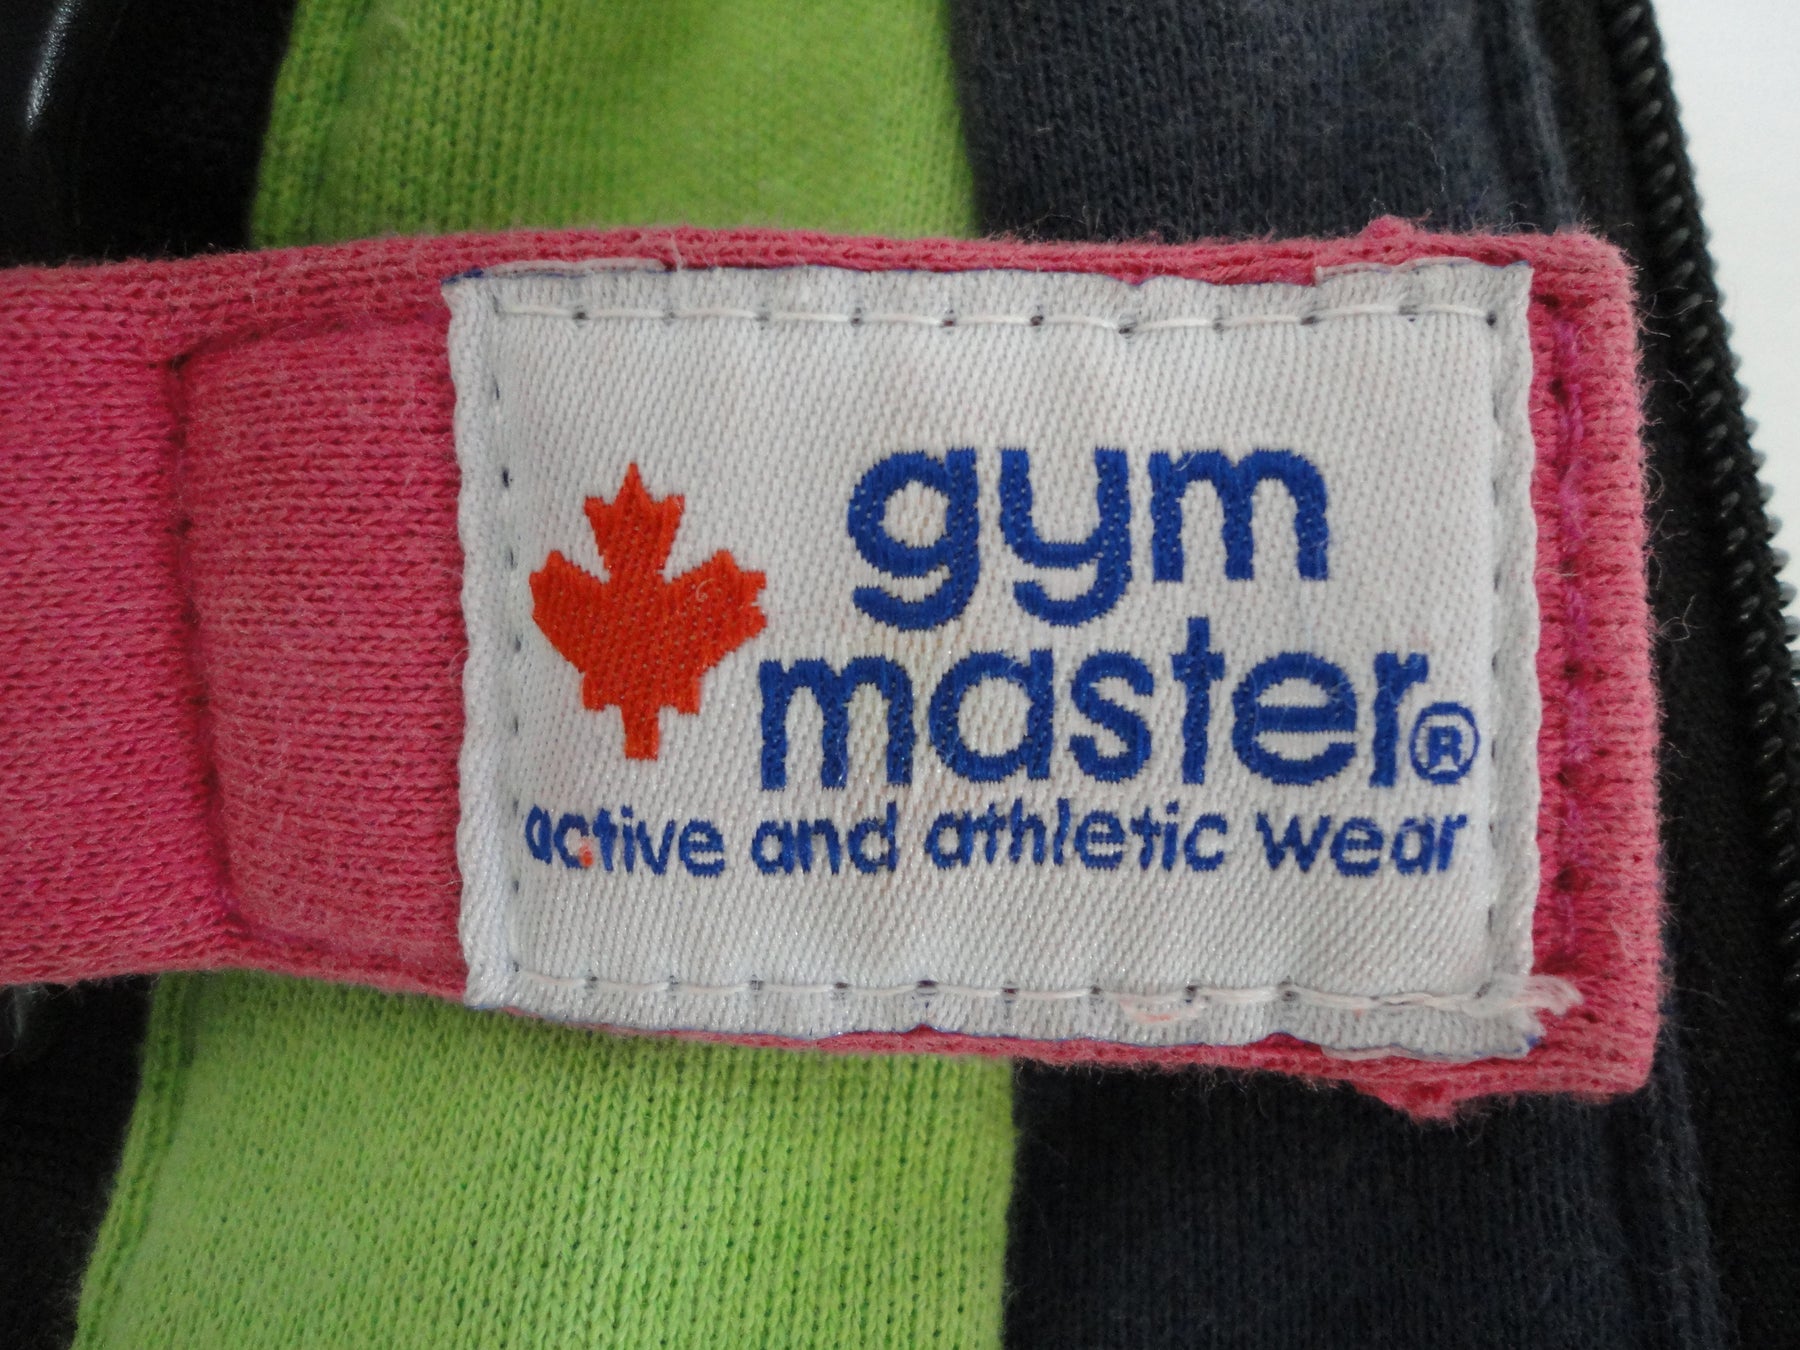 gym
master®
active and athletic wear